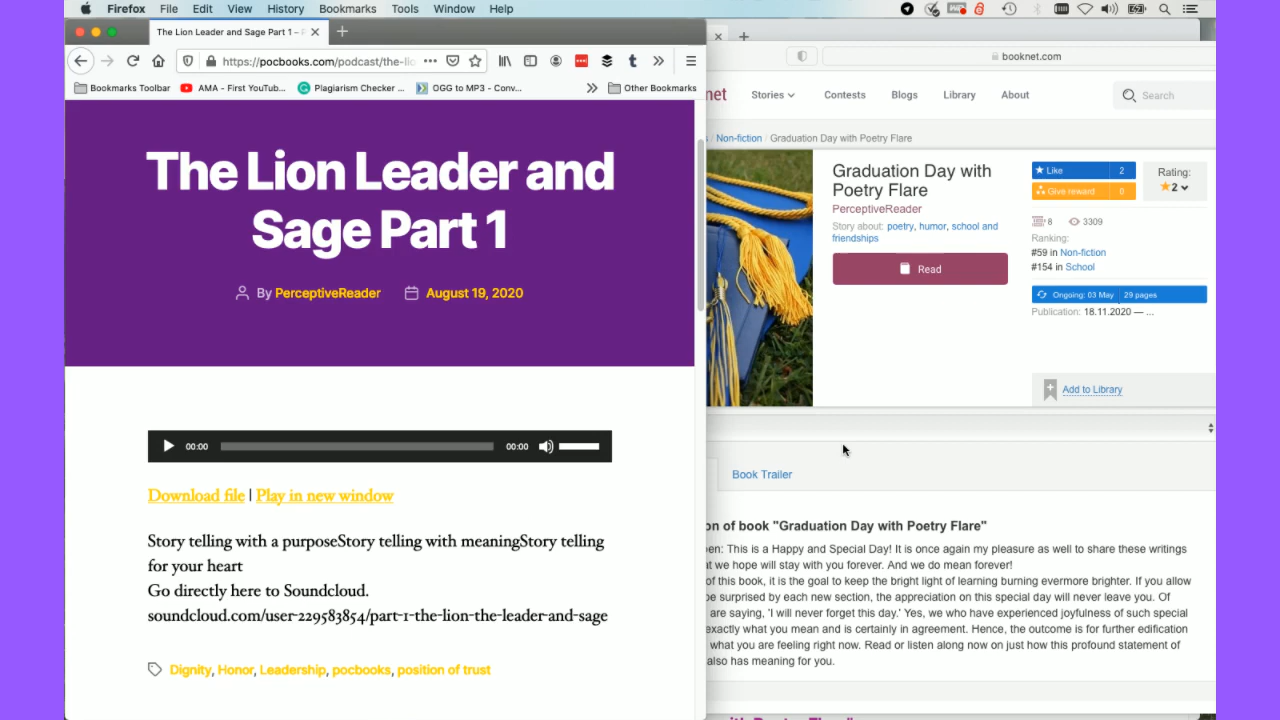 Firefox File Edit View History Bookmarks Tools Window Help
The Lion Leader and Sage Part 1 –
https://pocbooks.com/podcast/the-lio
Bookmarks Toolbar AMA - First YouTub... Plagiarism Checker ... OGG to MP3 - Conv... Other Bookmarks
The Lion Leader and
Sage Part 1
By PerceptiveReader August 19, 2020
00:00 00:00
Download file | Play in new window
Story telling with a purposeStory telling with meaningStory telling
for your heart
Go directly here to Soundcloud.
soundcloud.com/user-229583854/part-1-the-lion-the-leader-and-sage
Dignity, Honor, Leadership, pocbooks, position of trust
booknet.com
net Stories Contests Blogs Library About Search
/ Non-fiction / Graduation Day with Poetry Flare
Graduation Day with
Poetry Flare
PerceptiveReader
Story about: poetry, humor, school and
friendships
Read
Like 2
Give reward 0
Rating:
2
8 3309
Ranking:
#59 in Non-fiction
#154 in School
Ongoing: 03 May 29 pages
Publication: 18.11.2020 — ...
Add to Library
Book Trailer
on of book "Graduation Day with Poetry Flare"
en: This is a Happy and Special Day! It is once again my pleasure as well to share these writings
t we hope will stay with you forever. And we do mean forever!
of this book, it is the goal to keep the bright light of learning burning evermore brighter. If you allow
be surprised by each new section, the appreciation on this special day will never leave you. Of
are saying, 'I will never forget this day.' Yes, we who have experienced joyfulness of such special
exactly what you mean and is certainly in agreement. Hence, the outcome is for further edification
what you are feeling right now. Read or listen along now on just how this profound statement of
also has meaning for you.